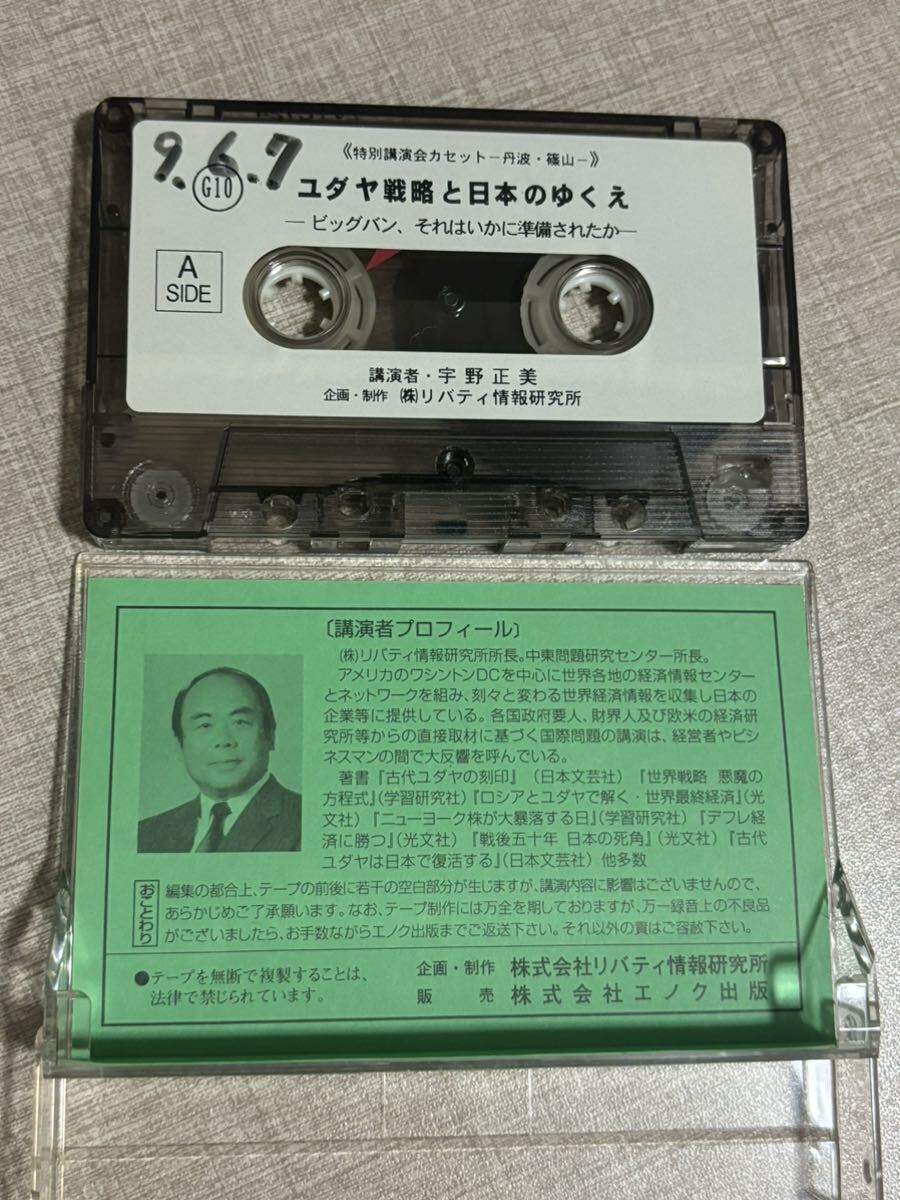 9.6.7
《特別講演会カセット－丹波・篠山－》
G10
ユダヤ戦略と日本のゆくえ
― ビッグバン、それはいかに準備されたか―
A
SIDE
講演者・宇野正美
企画・制作 ㈱リバティ情報研究所
〔講演者プロフィール〕
㈱リバティ情報研究所所長。中東問題研究センター所長。
アメリカのワシントンDCを中心に世界各地の経済情報センター
とネットワークを組み、刻々と変わる世界経済情報を収集し日本の
企業等に提供している。各国政府要人、財界人及び欧米の経済研
究所等からの直接取材に基づく国際問題の講演は、経営者やビジ
ネスマンの間で大反響を呼んでいる。
著書『古代ユダヤの刻印』（日本文芸社）『世界戦略 悪魔の
方程式』(学習研究社)『ロシアとユダヤで解く・世界最終経済』(光
文社）『ニューヨーク株が大暴落する日』(学習研究社)『デフレ経
済に勝つ』(光文社)『戦後五十年 日本の死角』(光文社)『古代
ユダヤは日本で復活する』(日本文芸社) 他多数
おことわり
編集の都合上、テープの前後に若干の空白部分が生じますが、講演内容に影響はございませんので、
あらかじめご了承願います。なお、テープ制作には万全を期しておりますが、万一録音上の不良品
がございましたら、お手数ながらエノク出版までご返送下さい。それ以外の責はご容赦下さい。
●テープを無断で複製することは、
法律で禁じられています。
企画・制作 株式会社リバティ情報研究所
販 売 株式会社エノク出版